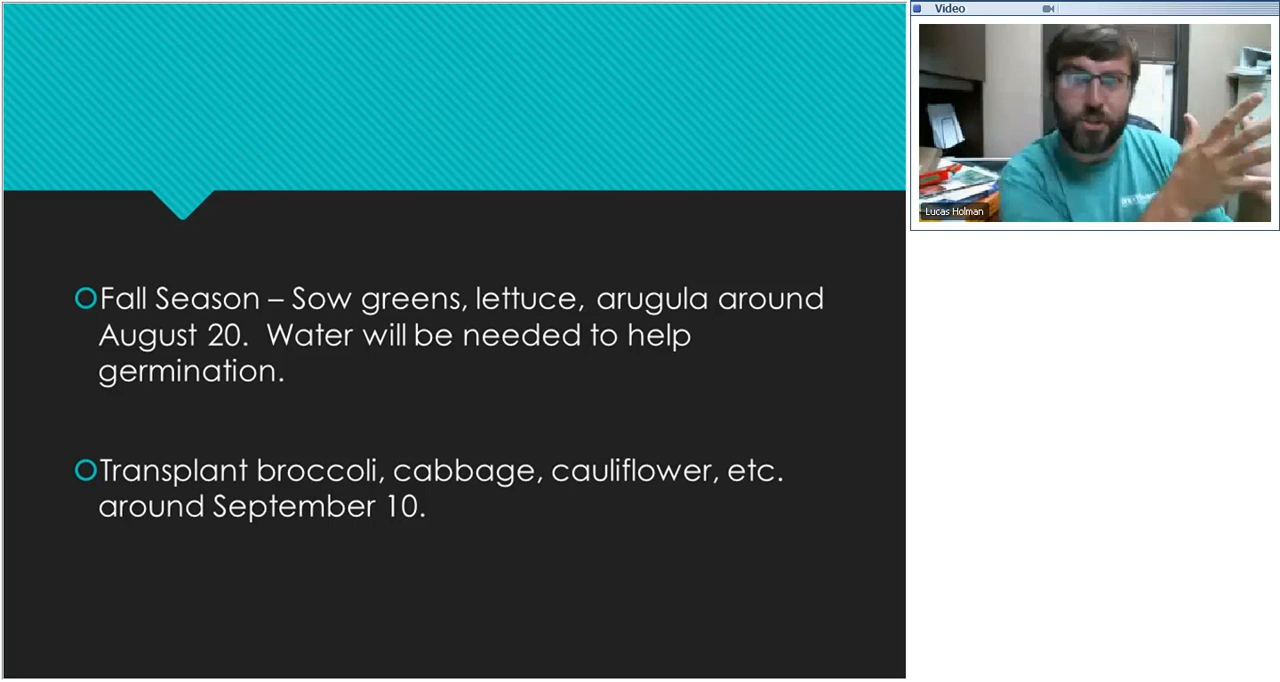 Fall Season – Sow greens, lettuce, arugula around
August 20.  Water will be needed to help
germination.
Transplant broccoli, cabbage, cauliflower, etc.
around September 10.
Video
Lucas Holman